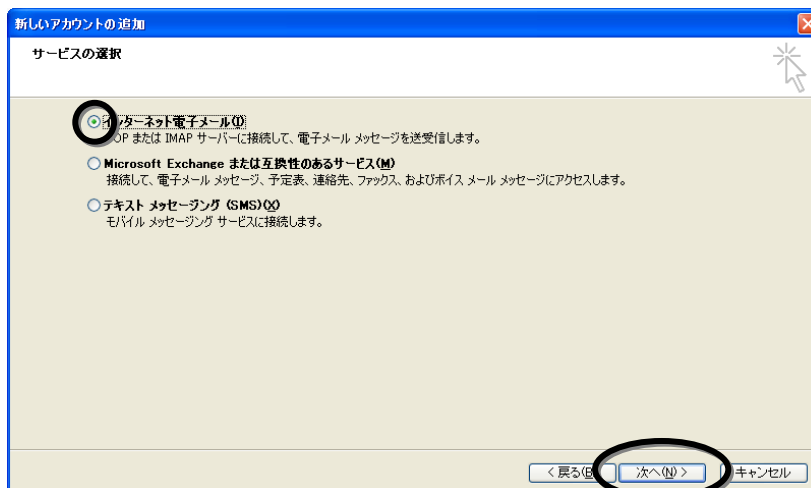 新しいアカウントの追加
サービスの選択
インターネット電子メール(I)
POP または IMAP サーバーに接続して、電子メール メッセージを送受信します。
Microsoft Exchange または互換性のあるサービス(M)
接続して、電子メール メッセージ、予定表、連絡先、ファックス、およびボイス メール メッセージにアクセスします。
テキスト メッセージング (SMS)(X)
モバイル メッセージング サービスに接続します。
< 戻る(B 次へ(N) > キャンセル